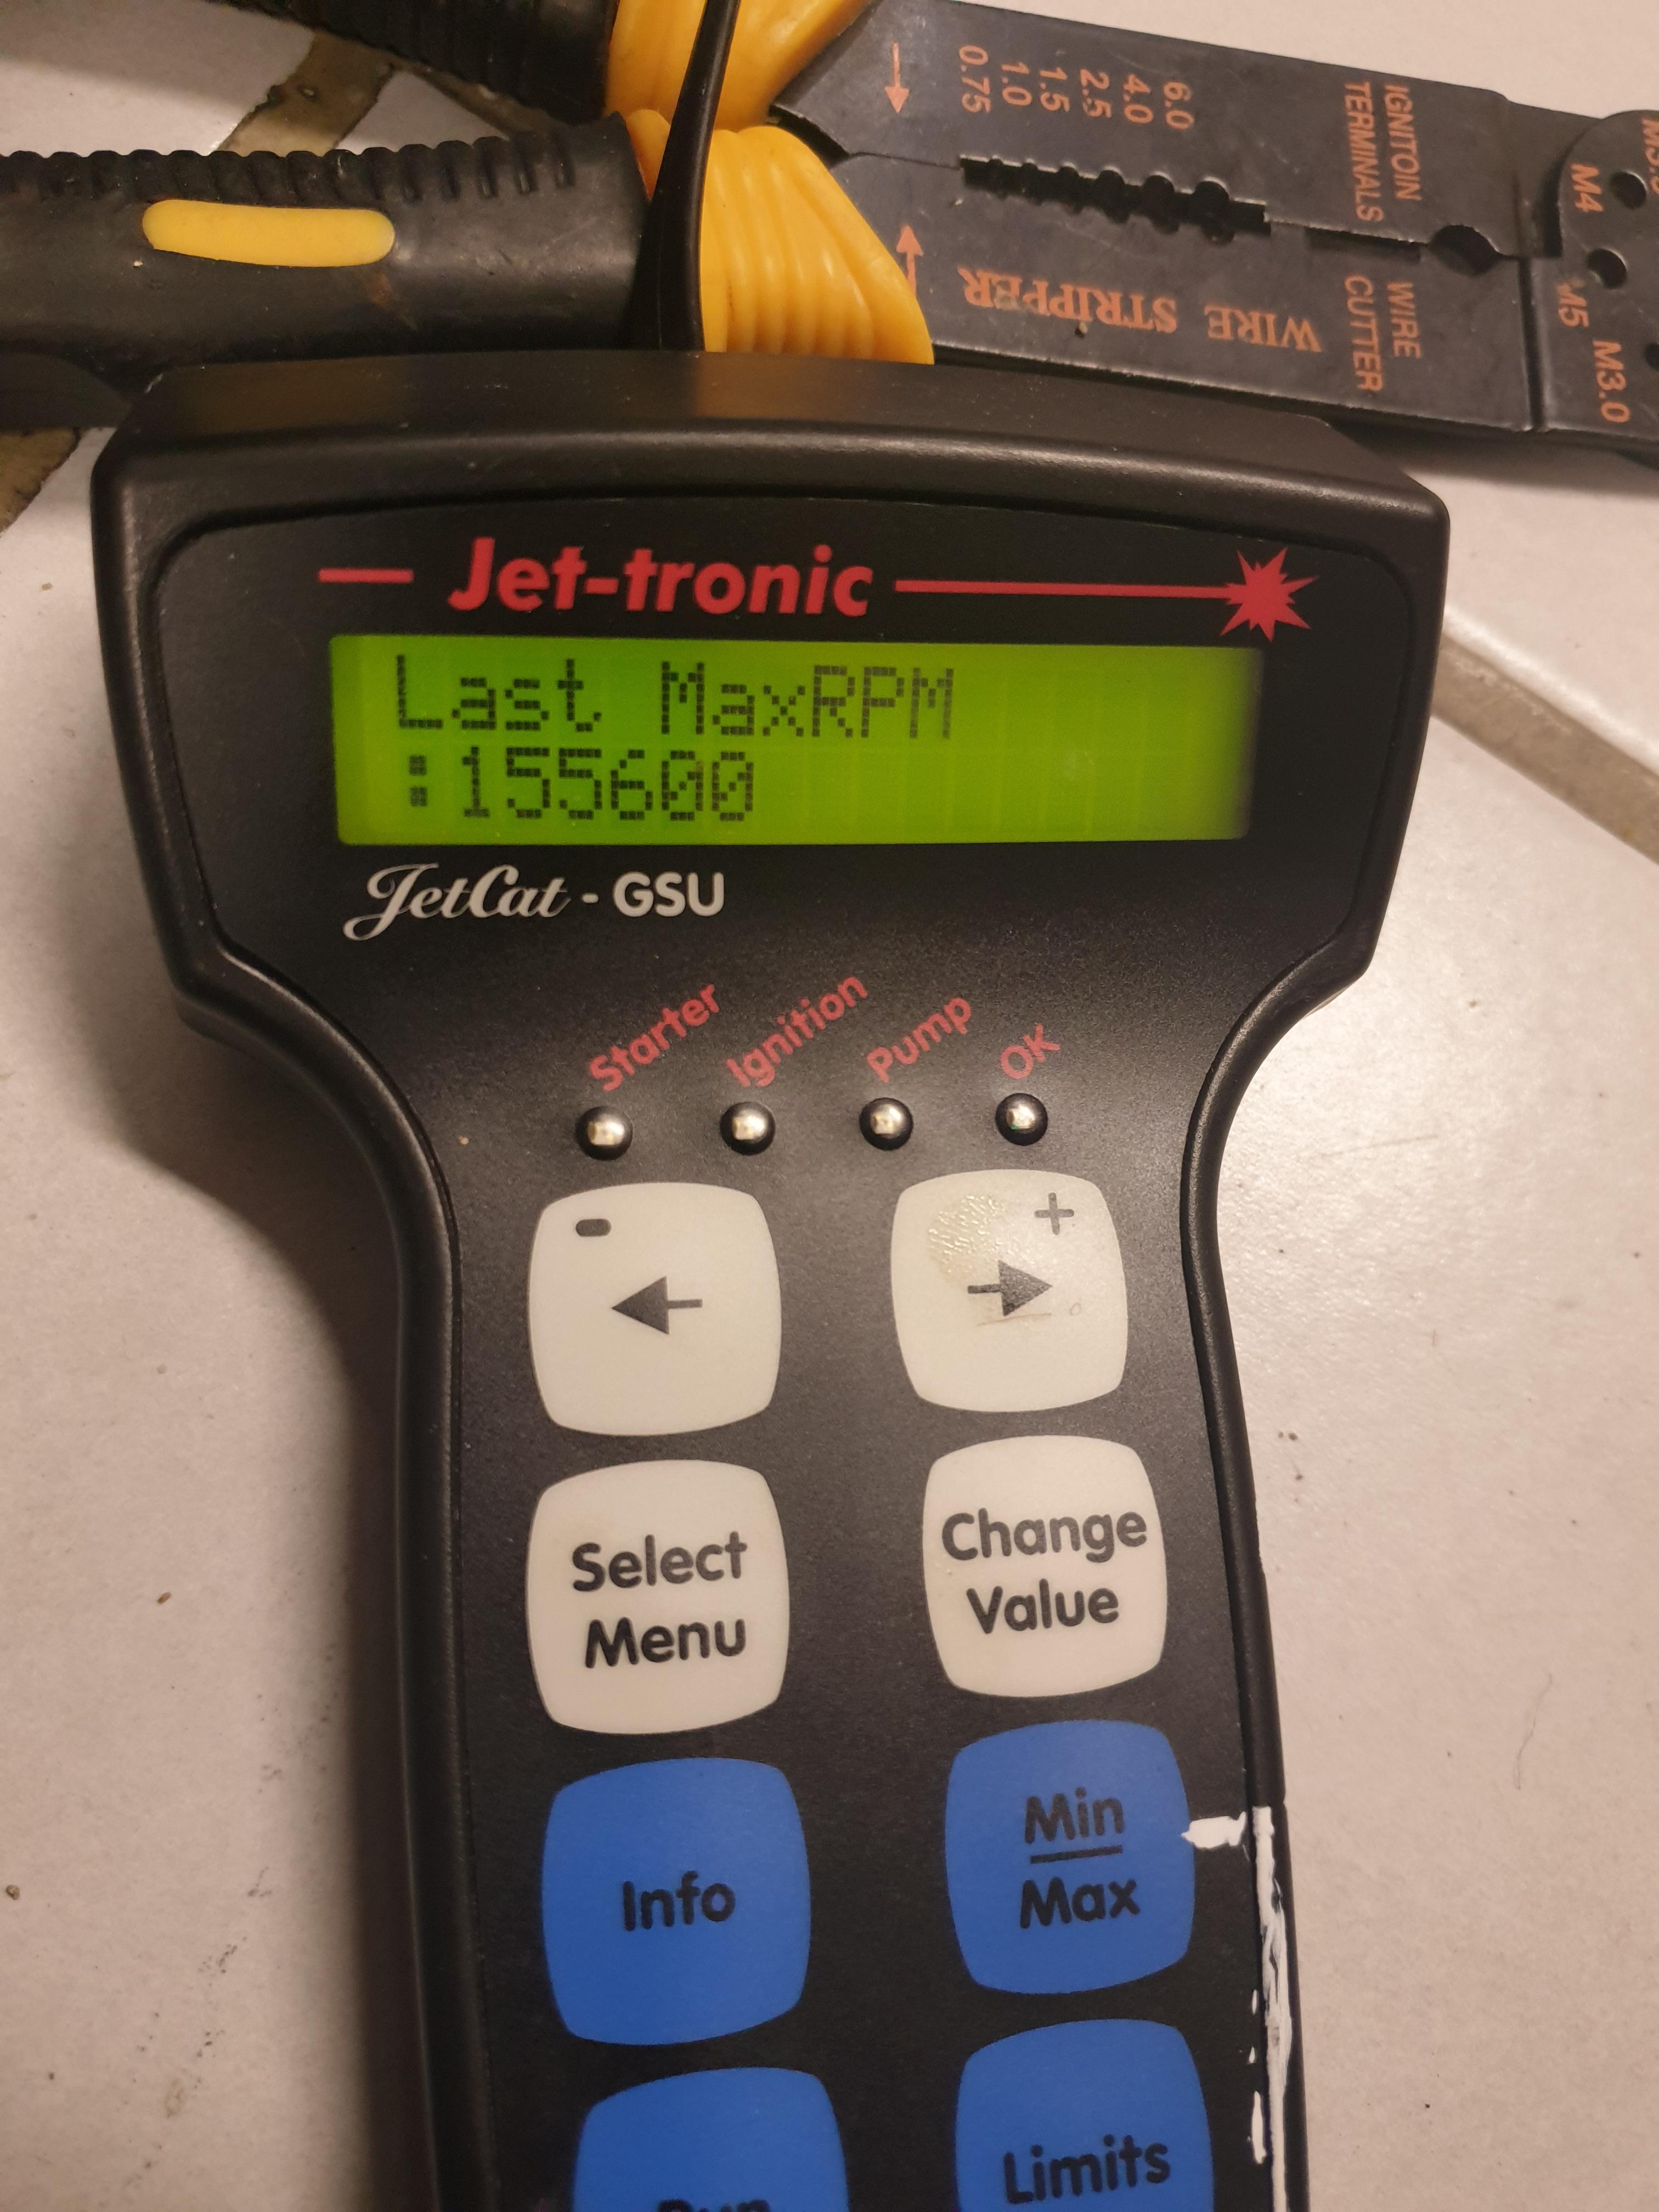 0.75
1.0
1.5
2.5
4.0
6.0
IGNITOIN
TERMINALS
WIRE STRIPPER
WIRE
CUTTER
M4
M5
M3.0
Jet-tronic
Last MaxRPM
:155600
JetCat - GSU
Starter
Ignition
Pump
OK
-
+
Select
Menu
Change
Value
Info
Min
Max
Limits